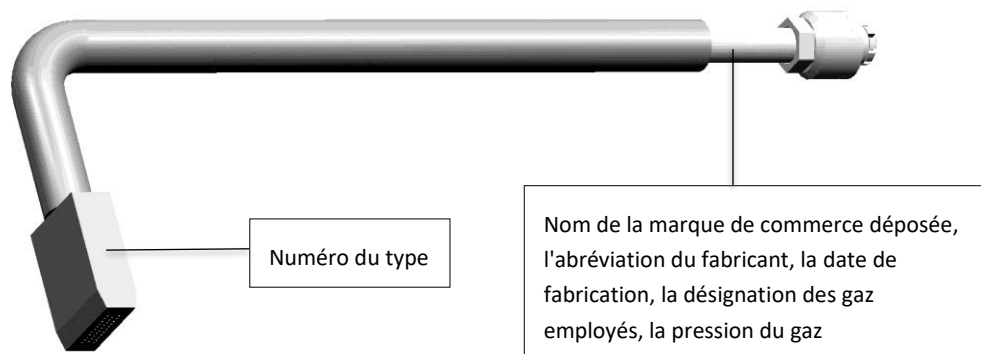 Numéro du type
Nom de la marque de commerce déposée,
l'abréviation du fabricant, la date de
fabrication, la désignation des gaz
employés, la pression du gaz